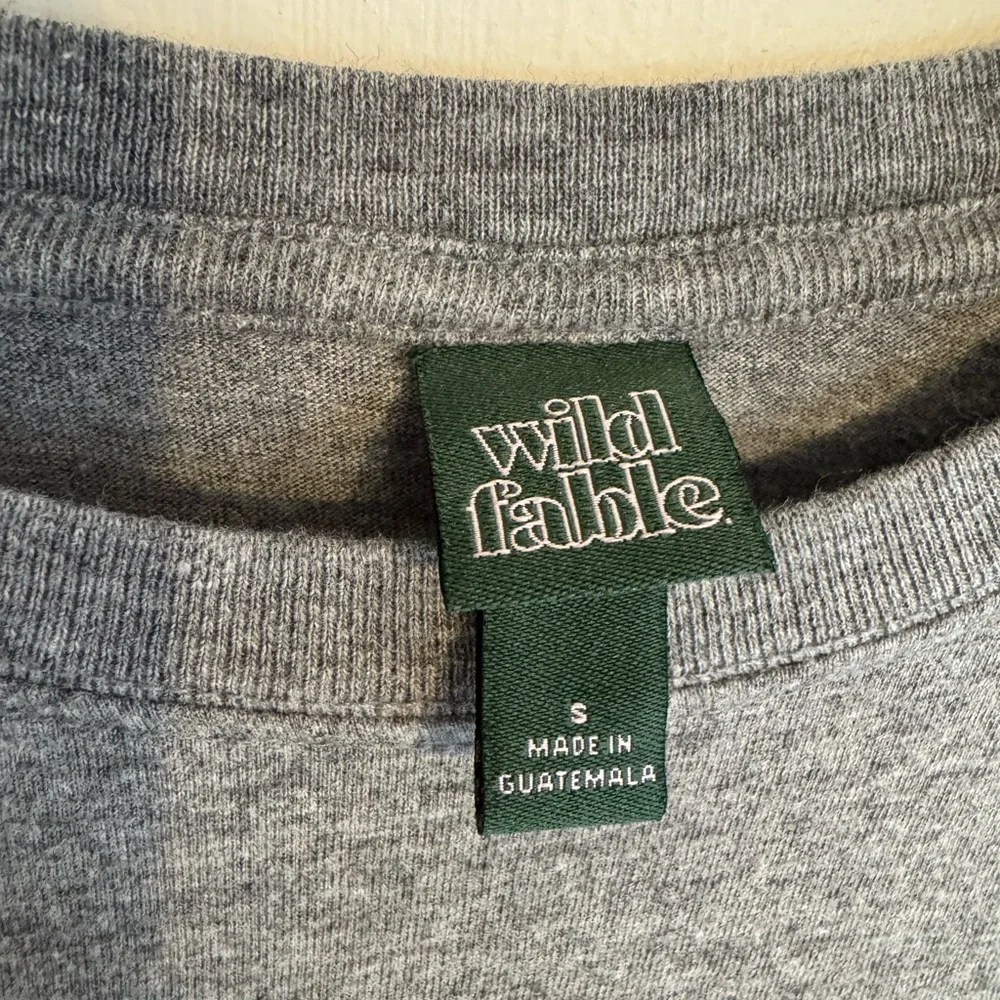 wild
fable.
S
MADE IN
GUATEMALA